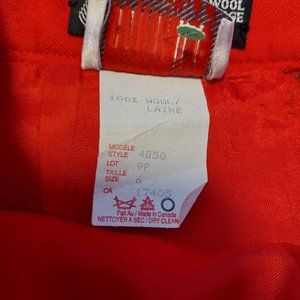 WOOL
100% WOOL/
LAINE
MODÈLE
STYLE 4850
LOT 9P
TAILLE
SIZE 6
CA 17405
Fait Au / Made in Canada
NETTOYER A SEC / DRY CLEAN